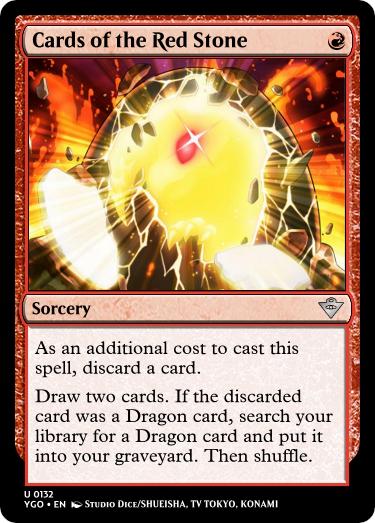 Cards of the Red Stone
Sorcery
As an additional cost to cast this
spell, discard a card.
Draw two cards. If the discarded
card was a Dragon card, search your
library for a Dragon card and put it
into your graveyard. Then shuffle.
U 0132
YGO • EN Studio Dice/SHUEISHA, TV TOKYO, KONAMI